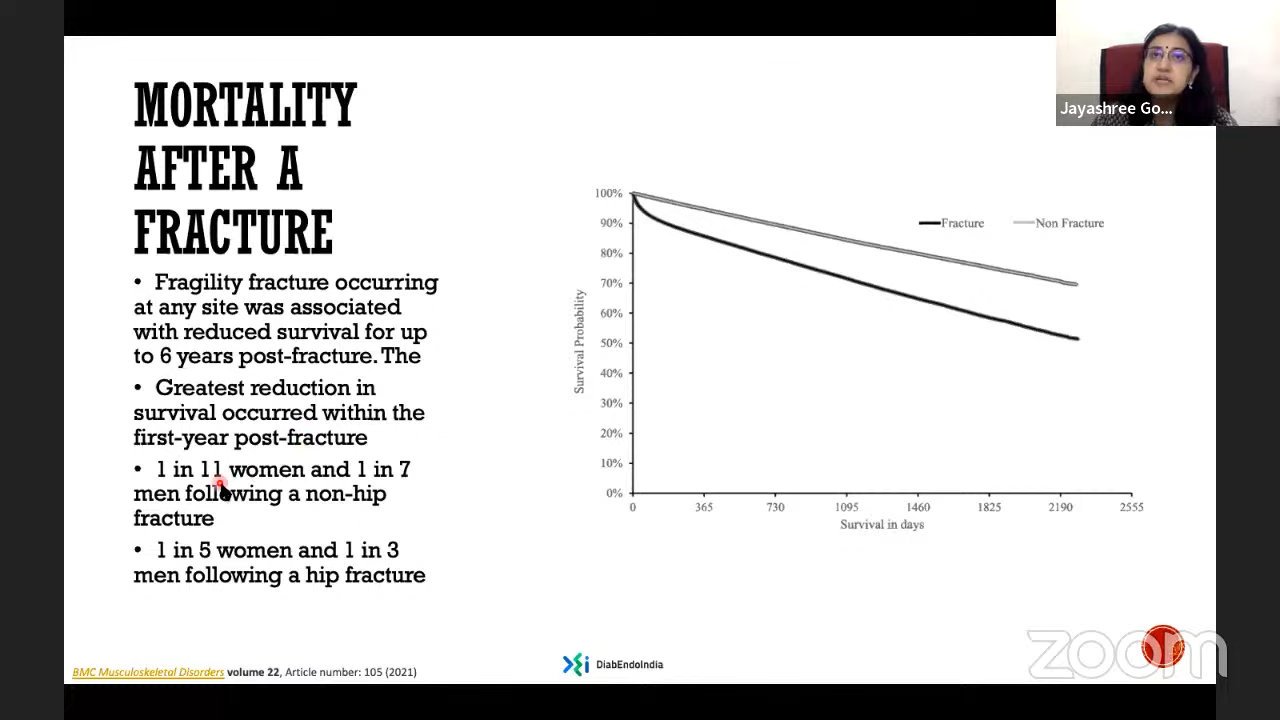 Jayashree Go...
MORTALITY
AFTER A
FRACTURE
• Fragility fracture occurring
at any site was associated
with reduced survival for up
to 6 years post-fracture. The
• Greatest reduction in
survival occurred within the
first-year post-fracture
• 1 in 11 women and 1 in 7
men following a non-hip
fracture
• 1 in 5 women and 1 in 3
men following a hip fracture
Survival Probability
100%
90%
80%
70%
60%
50%
40%
30%
20%
10%
0%
Fracture Non Fracture
0 365 730 1095 1460 1825 2190 2555
Survival in days
BMC Musculoskeletal Disorders volume 22, Article number: 105 (2021)
DiabEndoIndia
zoom